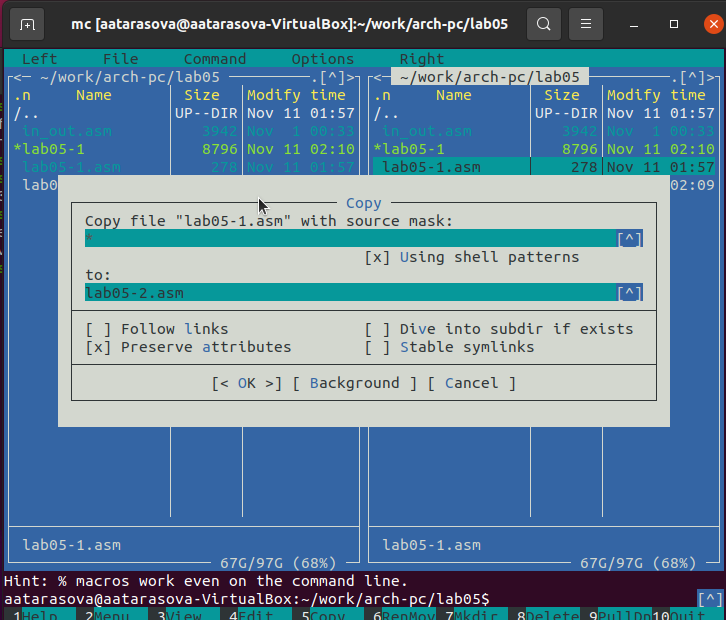 mc [aatarasova@aatarasova-VirtualBox]:~/work/arch-pc/lab05
Left File Command Options Right
<─ ~/work/arch-pc/lab05 ─.[^]>
<─ ~/work/arch-pc/lab05 ─.[^]>
.n Name Size Modify time .n Name Size Modify time
/.. UP--DIR Nov 11 01:57 /.. UP--DIR Nov 11 01:57
in_out.asm 3942 Nov 1 00:33 in_out.asm 3942 Nov 1 00:33
*lab05-1 8796 Nov 11 02:10 *lab05-1 8796 Nov 11 02:10
lab05-1.asm 278 Nov 11 01:57 lab05-1.asm 278 Nov 11 01:57
lab0 02:09
Copy
Copy file "lab05-1.asm" with source mask:
* [^]
[x] Using shell patterns
to:
lab05-2.asm [^]
[ ] Follow links [ ] Dive into subdir if exists
[x] Preserve attributes [ ] Stable symlinks
[< OK >] [ Background ] [ Cancel ]
lab05-1.asm lab05-1.asm
67G/97G (68%) 67G/97G (68%)
Hint: % macros work even on the command line.
aatarasova@aatarasova-VirtualBox:~/work/arch-pc/lab05$ [^]
1Help 2Menu 3View 4Edit 5Copy 6RenMov 7Mkdir 8Delete 9PullDn 10Quit